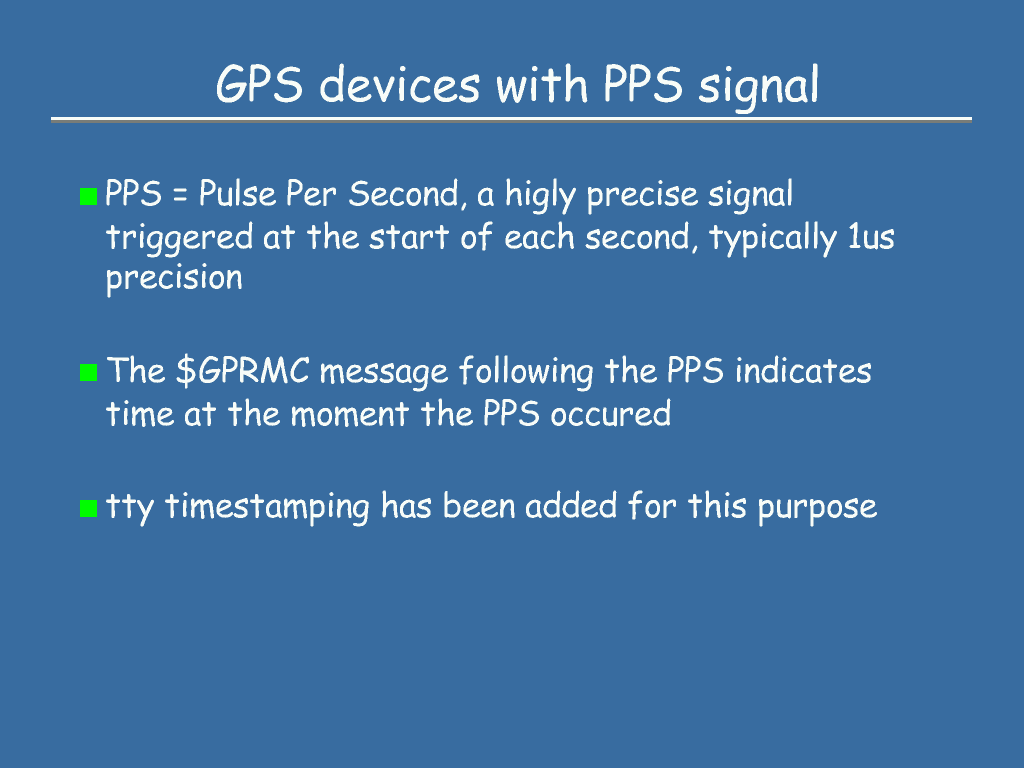 GPS devices with PPS signal
PPS = Pulse Per Second, a higly precise signal
triggered at the start of each second, typically 1us
precision
The $GPRMC message following the PPS indicates
time at the moment the PPS occured
tty timestamping has been added for this purpose